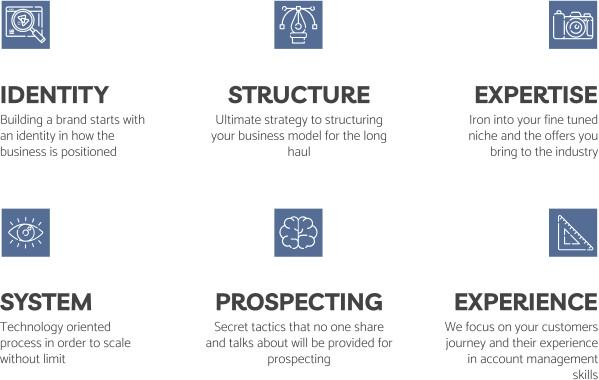 IDENTITY
Building a brand starts with
an identity in how the
business is positioned
STRUCTURE
Ultimate strategy to structuring
your business model for the long
haul
EXPERTISE
Iron into your fine tuned
niche and the offers you
bring to the industry
SYSTEM
Technology oriented
process in order to scale
without limit
PROSPECTING
Secret tactics that no one share
and talks about will be provided for
prospecting
EXPERIENCE
We focus on your customers
journey and their experience
in account management
skills